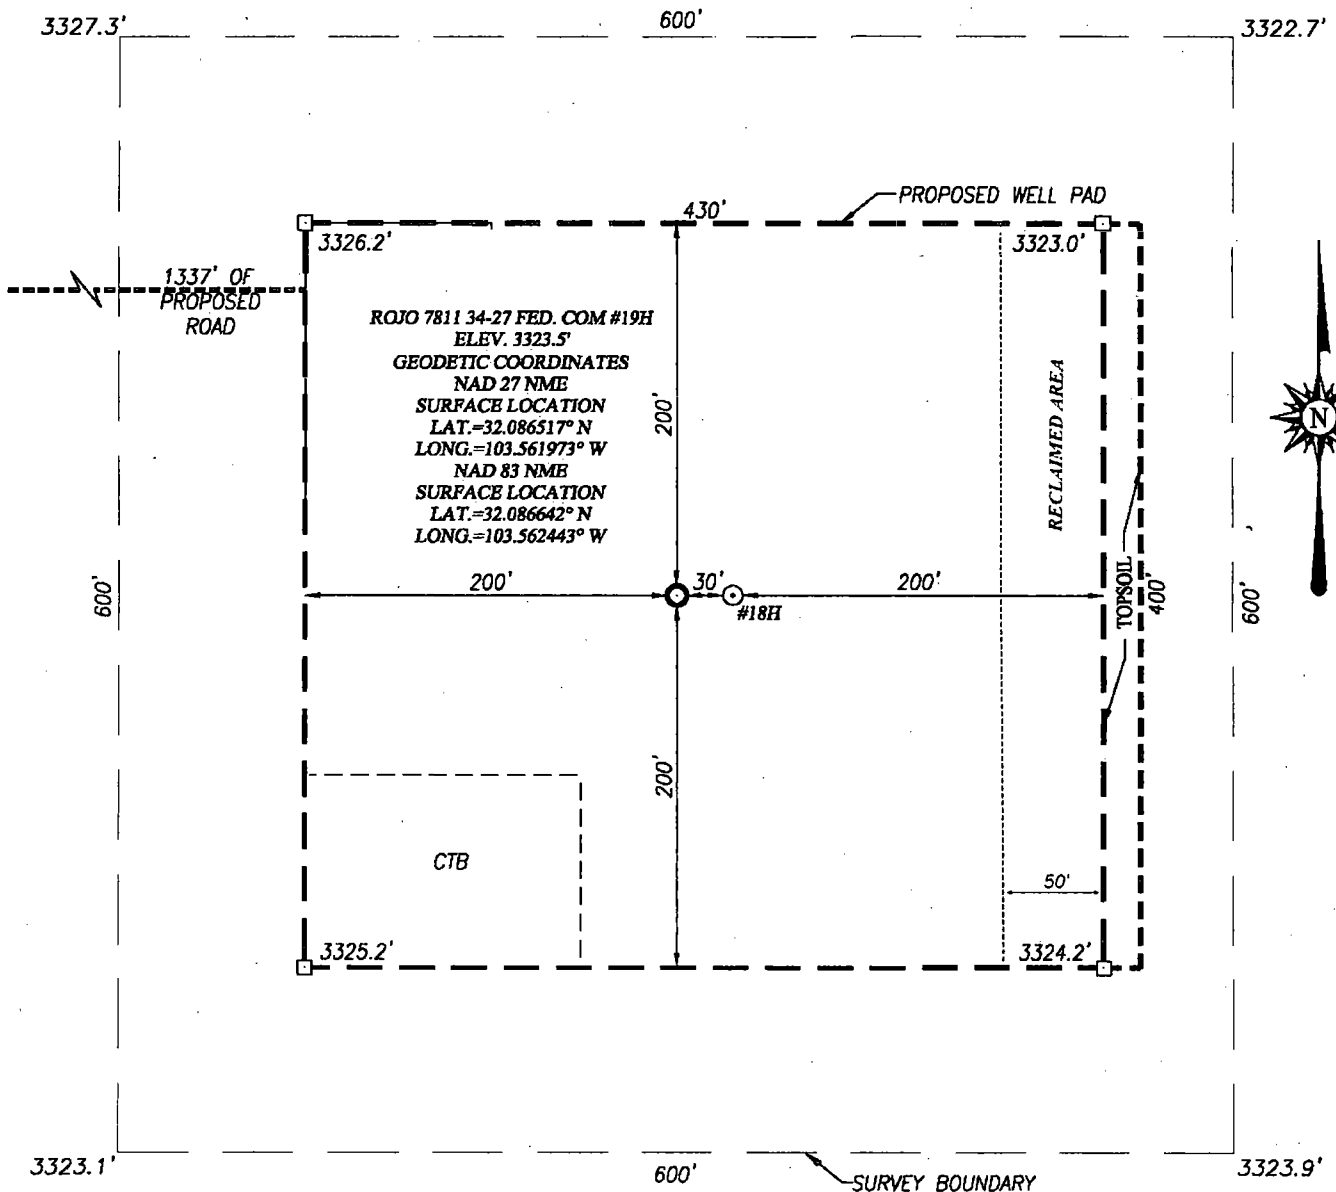 3327.3'
600'
3322.7'
PROPOSED WELL PAD
430'
3326.2'
3323.0'
1337' OF
PROPOSED
ROAD
ROJO 7811 34-27 FED. COM #19H
ELEV. 3323.5'
GEODETIC COORDINATES
NAD 27 NME
SURFACE LOCATION
LAT.=32.086517° N
LONG.=103.561973° W
NAD 83 NME
SURFACE LOCATION
LAT.=32.086642° N
LONG.=103.562443° W
200'
RECLAIMED AREA
N
600'
200'
30'
200'
#18H
TOPSOIL
400'
600'
200'
CTB
50'
3325.2'
3324.2'
3323.1'
600'
SURVEY BOUNDARY
3323.9'